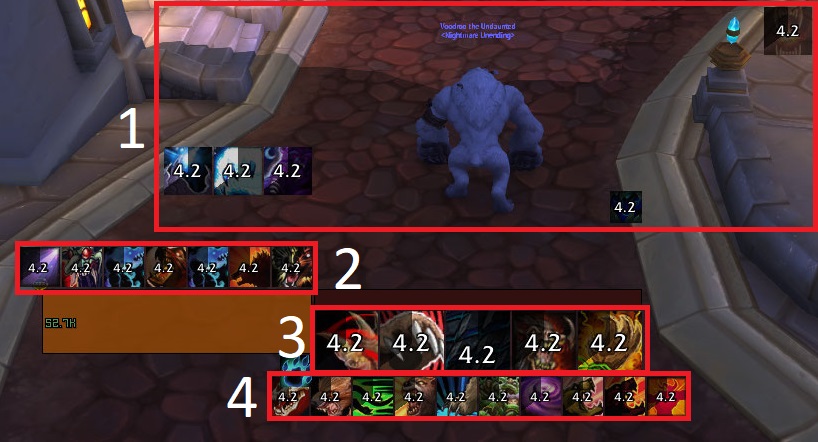 Voodroo the Undaunted
<Nightmare Unending>
4.2
1
4.2 4.2 4.2
4.2
4.2 4.2 4.2 4.2 4.2 4.2 4.2
2
52.7K
3
4.2 4.2 4.2 4.2 4.2
4
4.2 4.2 4.2 4.2 4.2 4.2 4.2 4.2 4.2 4.2